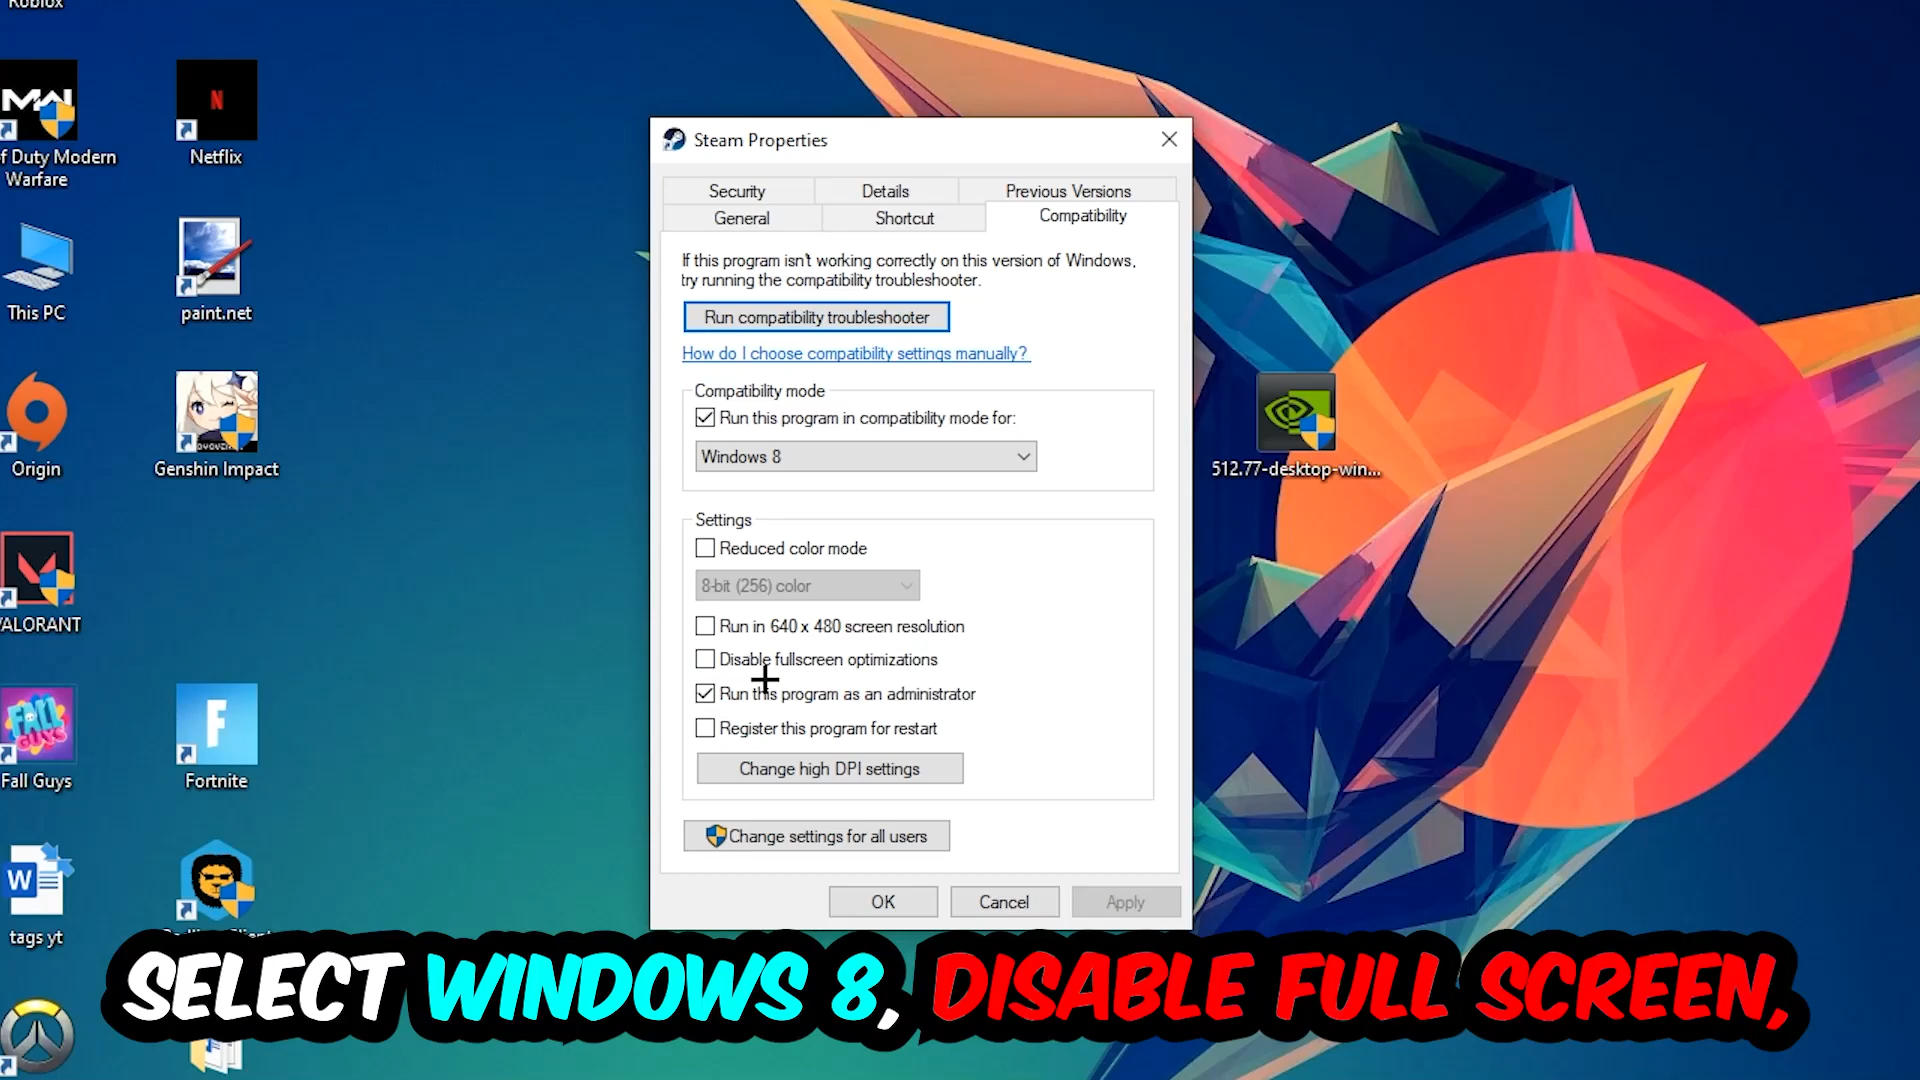 Roblox
Netflix
f Duty Modern
Warfare
This PC
paint.net
Origin
Genshin Impact
VALORANT
Fall Guys
FALL
GUYS
Fortnite
F
W
tags yt
N
Steam Properties
Security
Details
Previous Versions
General
Shortcut
Compatibility
If this program isn't working correctly on this version of Windows,
try running the compatibility troubleshooter.
Run compatibility troubleshooter
How do I choose compatibility settings manually?
Compatibility mode
Run this program in compatibility mode for:
Windows 8
Settings
Reduced color mode
8-bit (256) color
Run in 640 x 480 screen resolution
Disable fullscreen optimizations
Run this program as an administrator
Register this program for restart
Change high DPI settings
Change settings for all users
OK
Cancel
Apply
512.77-desktop-win...
SELECT WINDOWS 8, DISABLE FULL SCREEN,